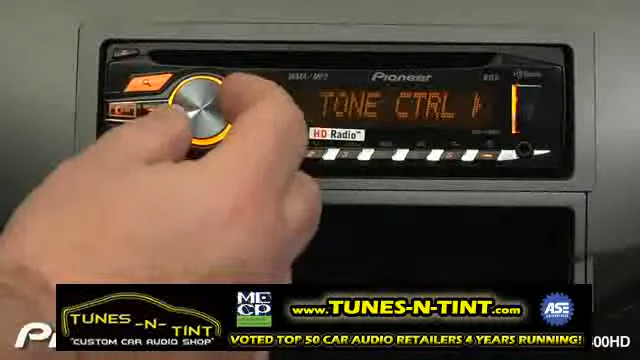 WMA/MP3
Pioneer
TONE CTRL
HD Radio™
TUNES-N-TINT
"CUSTOM CAR AUDIO SHOP"
MECP
www.TUNES-N-TINT.com
ASE
VOTED TOP 50 CAR AUDIO RETAILERS 4 YEARS RUNNING!
00HD